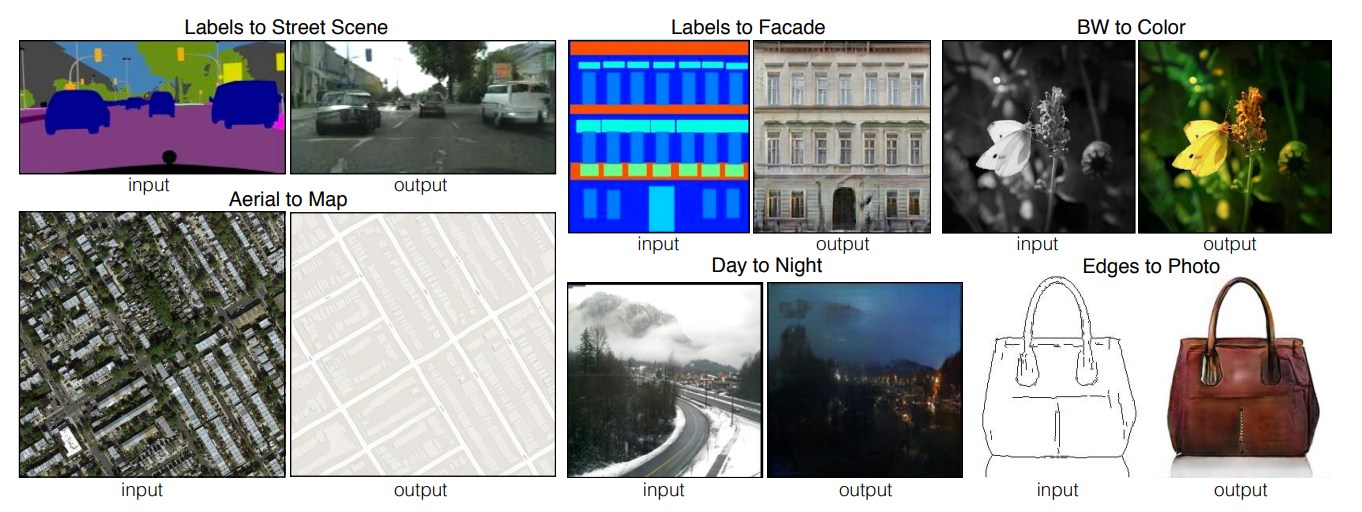 Labels to Street Scene
input
output
Aerial to Map
input
output
Labels to Facade
input
output
BW to Color
input
output
Day to Night
input
output
Edges to Photo
input
output